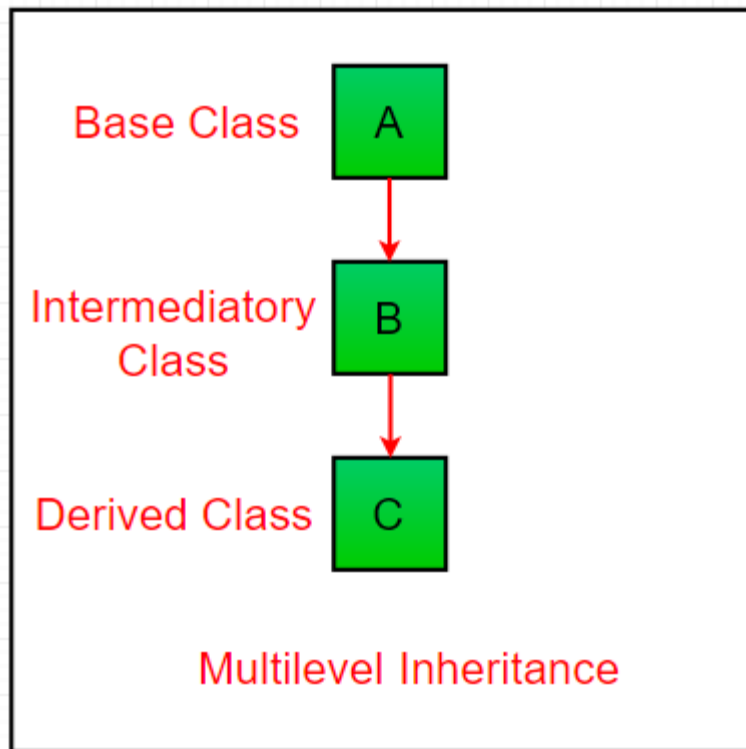 Base Class
A
Intermediatory
Class
B
Derived Class
C
Multilevel Inheritance